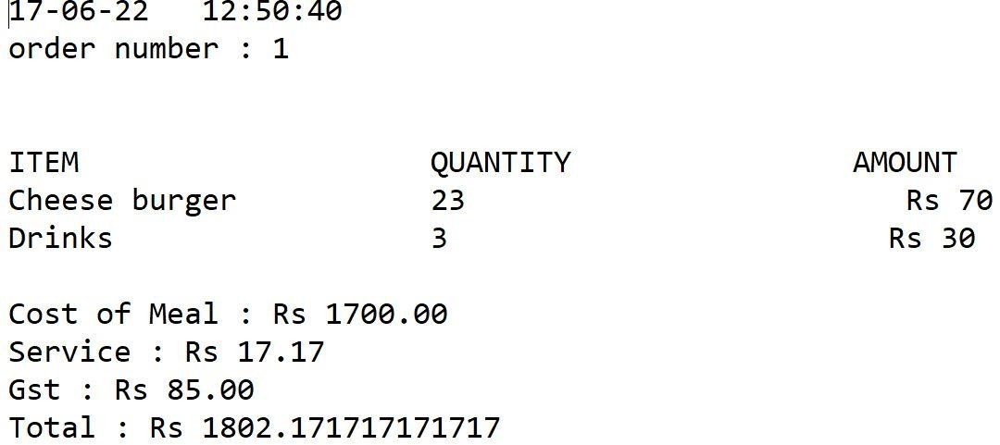 17-06-22   12:50:40
order number : 1
ITEM                    QUANTITY                AMOUNT
Cheese burger           23                         Rs 70
Drinks                  3                         Rs 30
Cost of Meal : Rs 1700.00
Service : Rs 17.17
Gst : Rs 85.00
Total : Rs 1802.171717171717